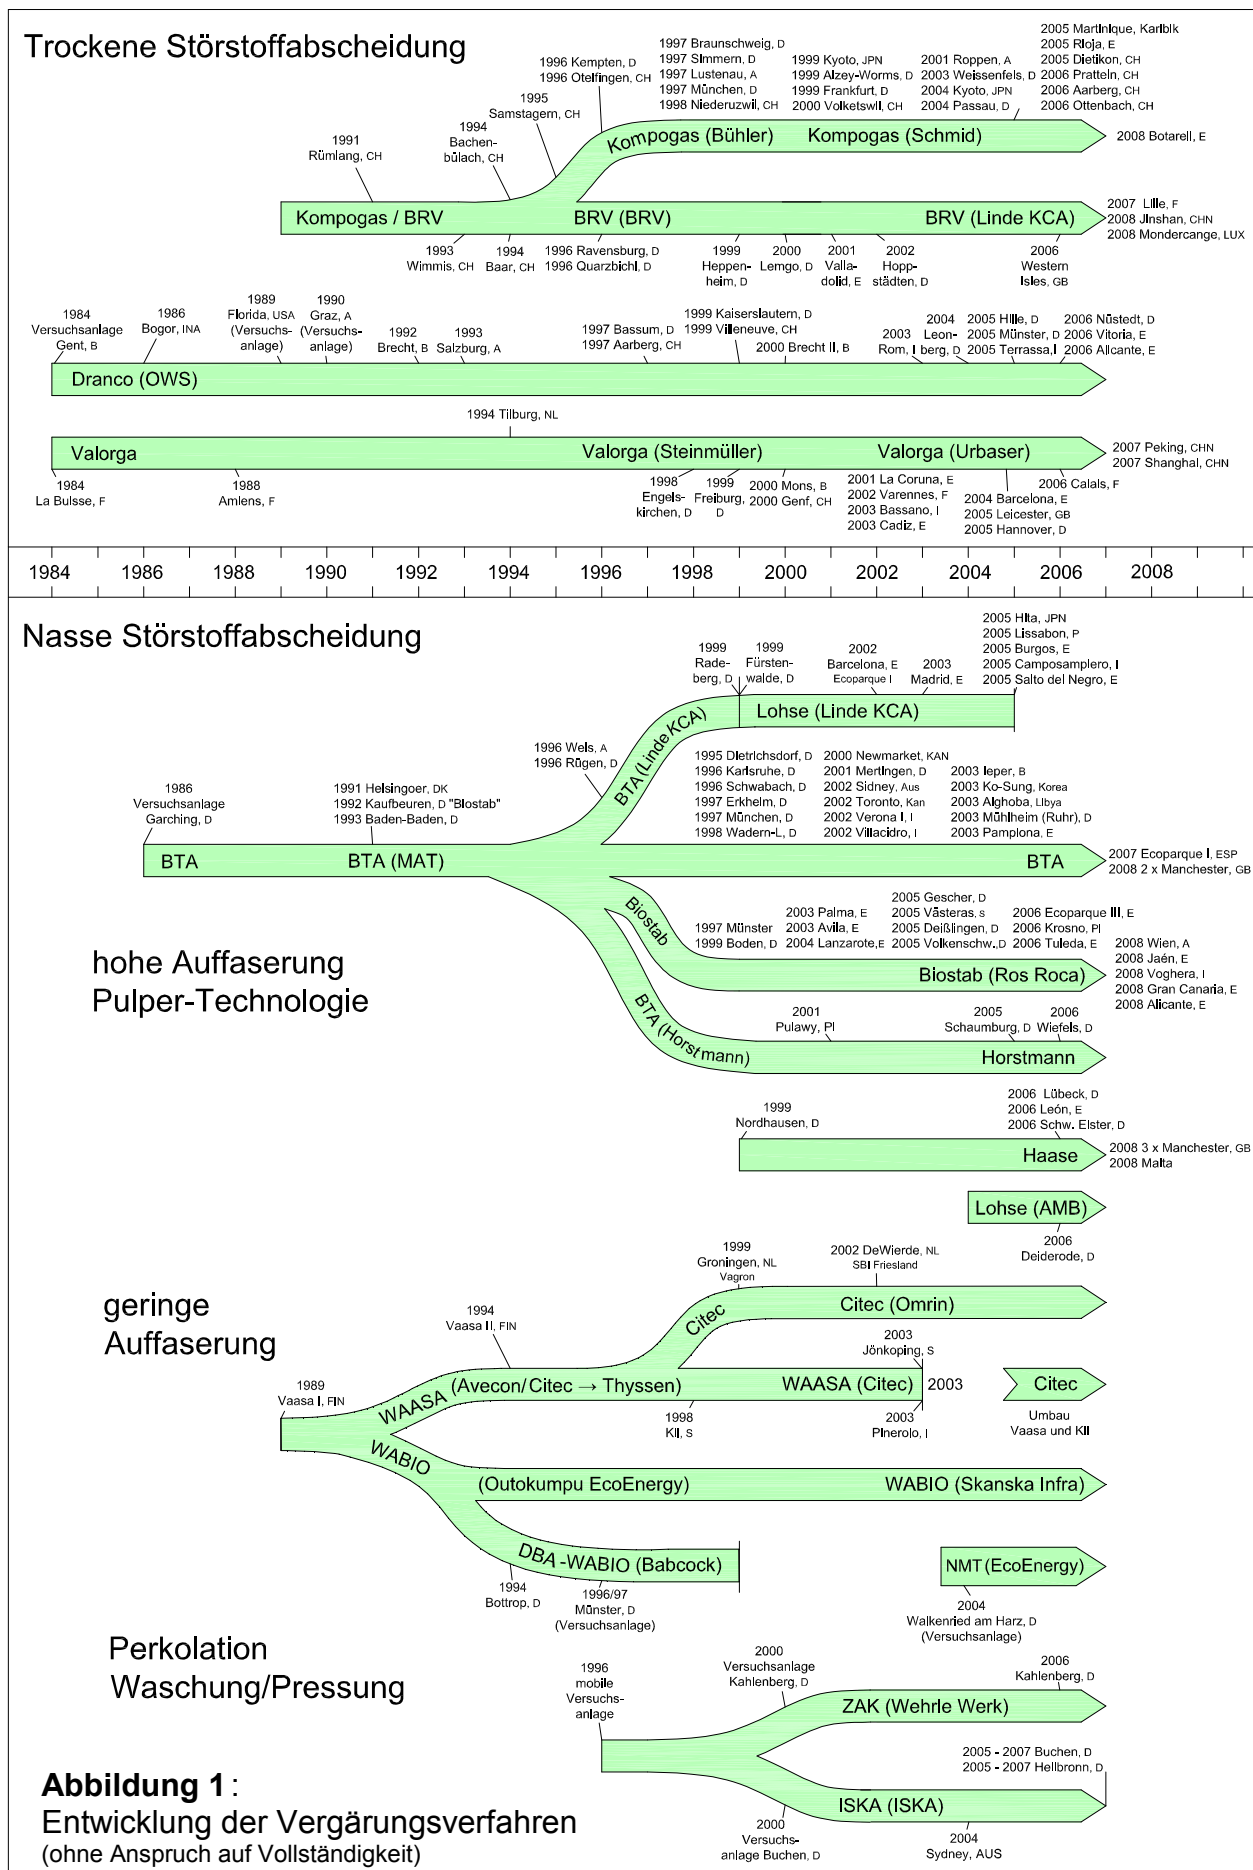 Trockene Störstoffabscheidung
1996 Kempten, D
1996 Otelfingen, CH
1995
Samstagern, CH
1994
Bachen-
bülach, CH
1991
Rümlang, CH
1997 Braunschweig, D
1997 Simmern, D
1997 Lustenau, A
1997 München, D
1998 Niederuzwil, CH
1999 Kyoto, JPN
1999 Alzey-Worms, D
1999 Frankfurt, D
2000 Volketswil, CH
2001 Roppen, A
2003 Weissenfels, D
2004 Kyoto, JPN
2004 Passau, D
2005 Martinique, Karibik
2005 Rioja, E
2005 Dietikon, CH
2006 Pratteln, CH
2006 Aarberg, CH
2006 Ottenbach, CH
Kompogas (Bühler)
Kompogas (Schmid)
2008 Botarell, E
Kompogas / BRV
BRV (BRV)
BRV (Linde KCA)
2007 Lille, F
2008 Jinshan, CHN
2008 Mondercange, LUX
1993
Wimmis, CH
1994
Baar, CH
1996 Ravensburg, D
1996 Quarzbichl, D
1999
Heppen-
heim, D
2000
Lemgo, D
2001
Valla-
dolid, E
2002
Hopp-
städten, D
2006
Western
Isles, GB
1984
Versuchsanlage
Gent, B
1986
Bogor, INA
1989
Florida, USA
(Versuchs-
anlage)
1990
Graz, A
(Versuchs-
anlage)
1992
Brecht, B
1993
Salzburg, A
1997 Bassum, D
1997 Aarberg, CH
1999 Kaiserslautern, D
1999 Villeneuve, CH
2000 Brecht II, B
2003
Rom, I
2004
Leon-
berg, D
2005 Hille, D
2005 Münster, D
2005 Terrassa,I
2006 Nüstedt, D
2006 Vitoria, E
2006 Alicante, E
Dranco (OWS)
1994 Tilburg, NL
Valorga
Valorga (Steinmüller)
Valorga (Urbaser)
2007 Peking, CHN
2007 Shanghai, CHN
1984
La Buisse, F
1988
Amiens, F
1998
Engels-
kirchen, D
1999
Freiburg,
D
2000 Mons, B
2000 Genf, CH
2001 La Coruna, E
2002 Varennes, F
2003 Bassano, I
2003 Cadiz, E
2004 Barcelona, E
2005 Leicester, GB
2005 Hannover, D
2006 Calais, F
1984 1986 1988 1990 1992 1994 1996 1998 2000 2002 2004 2006 2008
Nasse Störstoffabscheidung
1999
Rade-
berg, D
1999
Fürsten-
walde, D
2002
Barcelona, E
Ecoparque I
2003
Madrid, E
2005 Hita, JPN
2005 Lissabon, P
2005 Burgos, E
2005 Camposampiero, I
2005 Salto del Negro, E
BTA (Linde KCA)
Lohse (Linde KCA)
1996 Wels, A
1996 Rügen, D
1986
Versuchsanlage
Garching, D
1991 Helsingoer, DK
1992 Kaufbeuren, D "Biostab"
1993 Baden-Baden, D
1995 Dietrichsdorf, D
1996 Karlsruhe, D
1996 Schwabach, D
1997 Erkheim, D
1997 München, D
1998 Wadern-L, D
2000 Newmarket, KAN
2001 Mertingen, D
2002 Sidney, Aus
2002 Toronto, Kan
2002 Verona I, I
2002 Villacidro, I
2003 Ieper, B
2003 Ko-Sung, Korea
2003 Alghoba, Libya
2003 Mühlheim (Ruhr), D
2003 Pamplona, E
BTA
BTA (MAT)
BTA
2007 Ecoparque I, ESP
2008 2 x Manchester, GB
Biostab
1997 Münster
1999 Boden, D
2003 Palma, E
2003 Avila, E
2004 Lanzarote,E
2005 Gescher, D
2005 Västeras, S
2005 Deißlingen, D
2005 Volkenschw.,D
2006 Ecoparque III, E
2006 Krosno, Pl
2006 Tuleda, E
2008 Wien, A
2008 Jaén, E
2008 Voghera, I
2008 Gran Canaria, E
2008 Alicante, E
hohe Auffaserung
Pulper-Technologie
Biostab (Ros Roca)
BTA (Horstmann)
2001
Pulawy, Pl
2005
Schaumburg, D
2006
Wiefels, D
Horstmann
1999
Nordhausen, D
2006 Lübeck, D
2006 León, E
2006 Schw. Elster, D
Haase
2008 3 x Manchester, GB
2008 Malta
Lohse (AMB)
2006
Deiderode, D
geringe
Auffaserung
1999
Groningen, NL
Vagron
2002 DeWierde, NL
SBI Friesland
Citec
Citec (Omrin)
1994
Vaasa II, FIN
1989
Vaasa I, FIN
WAASA
(Avecon/Citec → Thyssen)
WAASA (Citec)
2003
Jönkoping, S
2003
Citec
1998
Kil, S
2003
Pinerolo, I
Umbau
Vaasa und Kil
WABIO
(Outokumpu EcoEnergy)
WABIO (Skanska Infra)
DBA -WABIO (Babcock)
NMT (EcoEnergy)
1994
Bottrop, D
1996/97
Münster, D
(Versuchsanlage)
2004
Walkenried am Harz, D
(Versuchsanlage)
Perkolation
Waschung/Pressung
1996
mobile
Versuchs-
anlage
2000
Versuchsanlage
Kahlenberg, D
2006
Kahlenberg, D
ZAK (Wehrle Werk)
2005 - 2007 Buchen, D
2005 - 2007 Heilbronn, D
ISKA (ISKA)
2000
Versuchs-
anlage Buchen, D
2004
Sydney, AUS
Abbildung 1:
Entwicklung der Vergärungsverfahren
(ohne Anspruch auf Vollständigkeit)